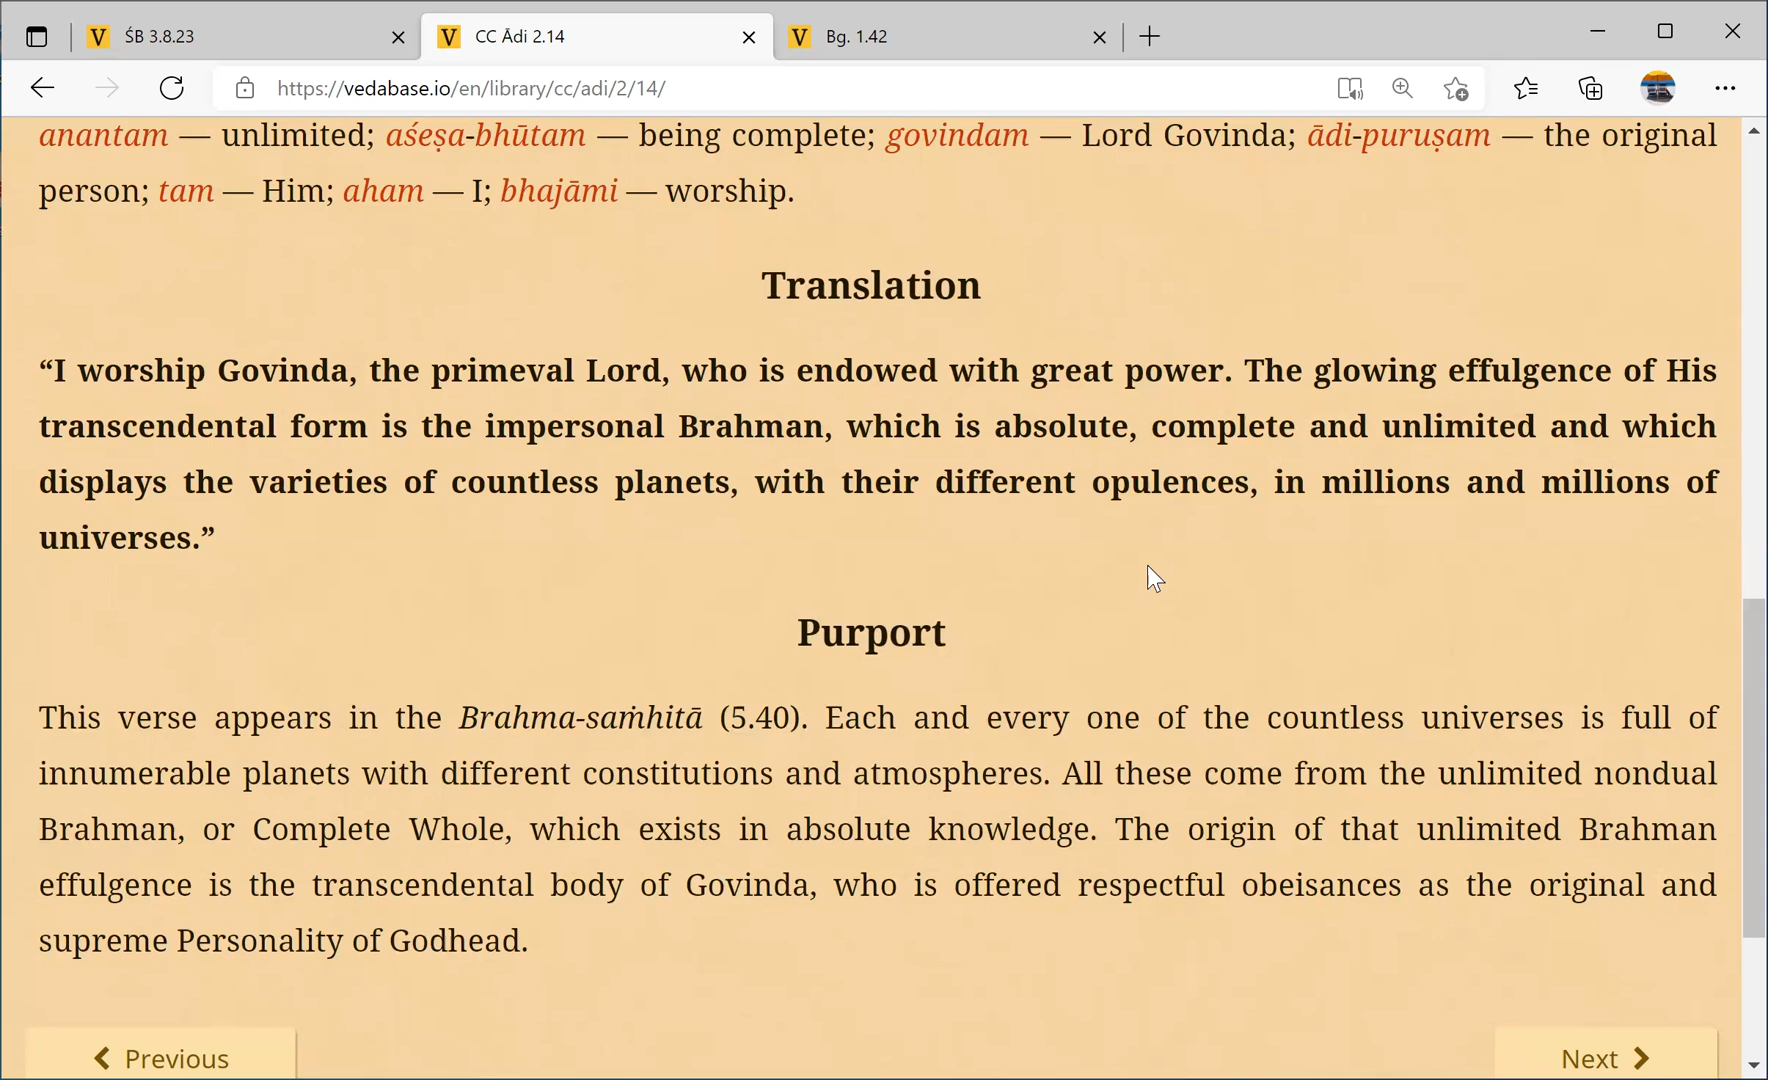 V ŚB 3.8.23
V CC Ādi 2.14
V Bg. 1.42
https://vedabase.io/en/library/cc/adi/2/14/
anantam — unlimited; aśeṣa-bhūtam — being complete; govindam — Lord Govinda; ādi-puruṣam — the original
person; tam — Him; aham — I; bhajāmi — worship.
Translation
“I worship Govinda, the primeval Lord, who is endowed with great power. The glowing effulgence of His
transcendental form is the impersonal Brahman, which is absolute, complete and unlimited and which
displays the varieties of countless planets, with their different opulences, in millions and millions of
universes.”
Purport
This verse appears in the Brahma-saṁhitā (5.40). Each and every one of the countless universes is full of
innumerable planets with different constitutions and atmospheres. All these come from the unlimited nondual
Brahman, or Complete Whole, which exists in absolute knowledge. The origin of that unlimited Brahman
effulgence is the transcendental body of Govinda, who is offered respectful obeisances as the original and
supreme Personality of Godhead.
Previous
Next